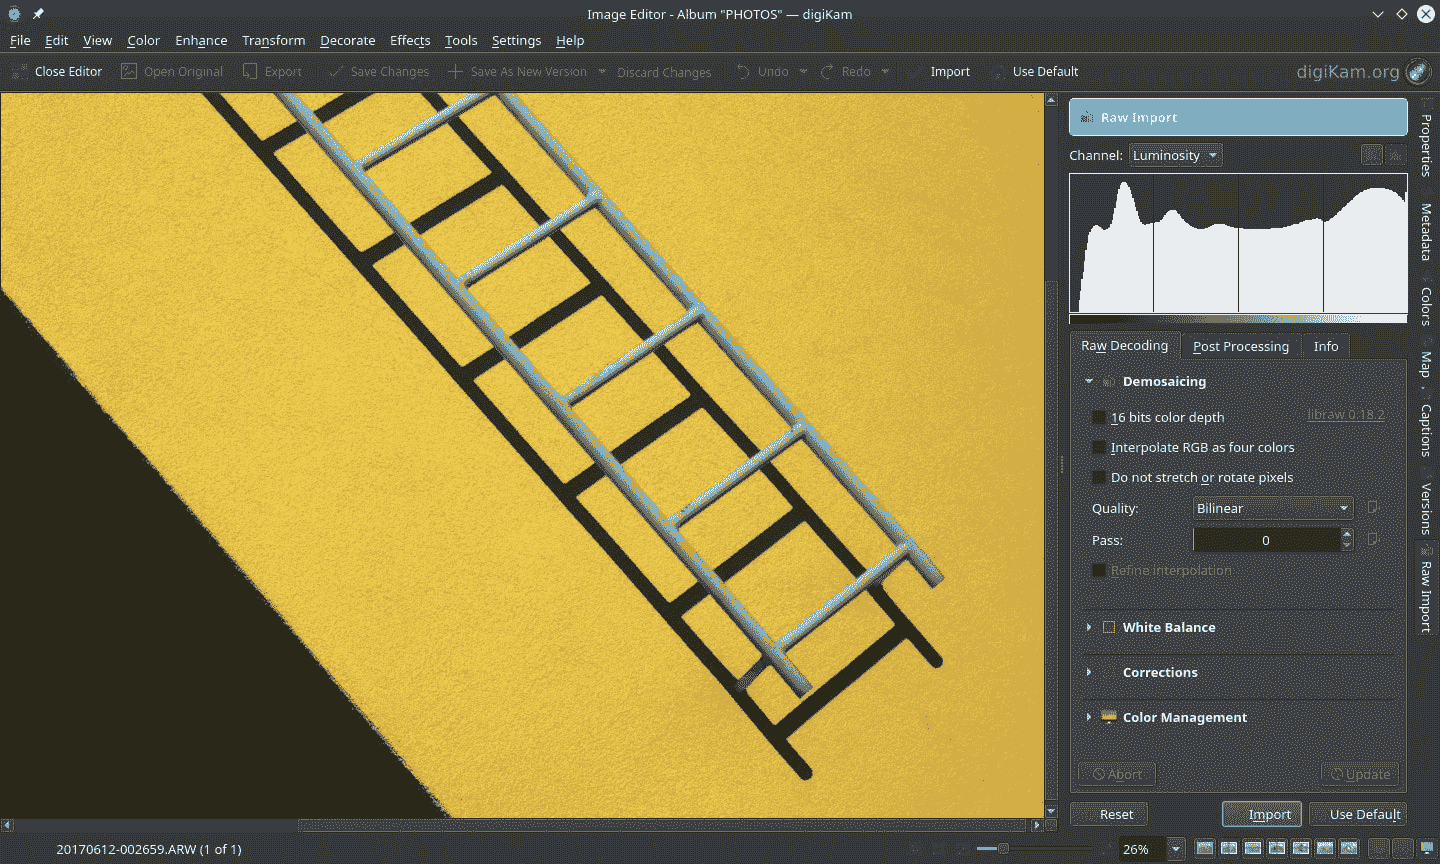 Image Editor - Album "PHOTOS" — digiKam
File Edit View Color Enhance Transform Decorate Effects Tools Settings Help
Close Editor Open Original Export Save Changes Save As New Version Discard Changes Undo Redo Import Use Default digiKam.org
Raw Import
Channel: Luminosity
Raw Decoding Post Processing Info
Demosaicing
16 bits color depth libraw 0.18.2
Interpolate RGB as four colors
Do not stretch or rotate pixels
Quality: Bilinear
Pass: 0
Refine interpolation
White Balance
Corrections
Color Management
Abort Update
Reset Import Use Default
Properties
Metadata
Colors
Map
Captions
Versions
Raw Import
20170612-002659.ARW (1 of 1) 26%